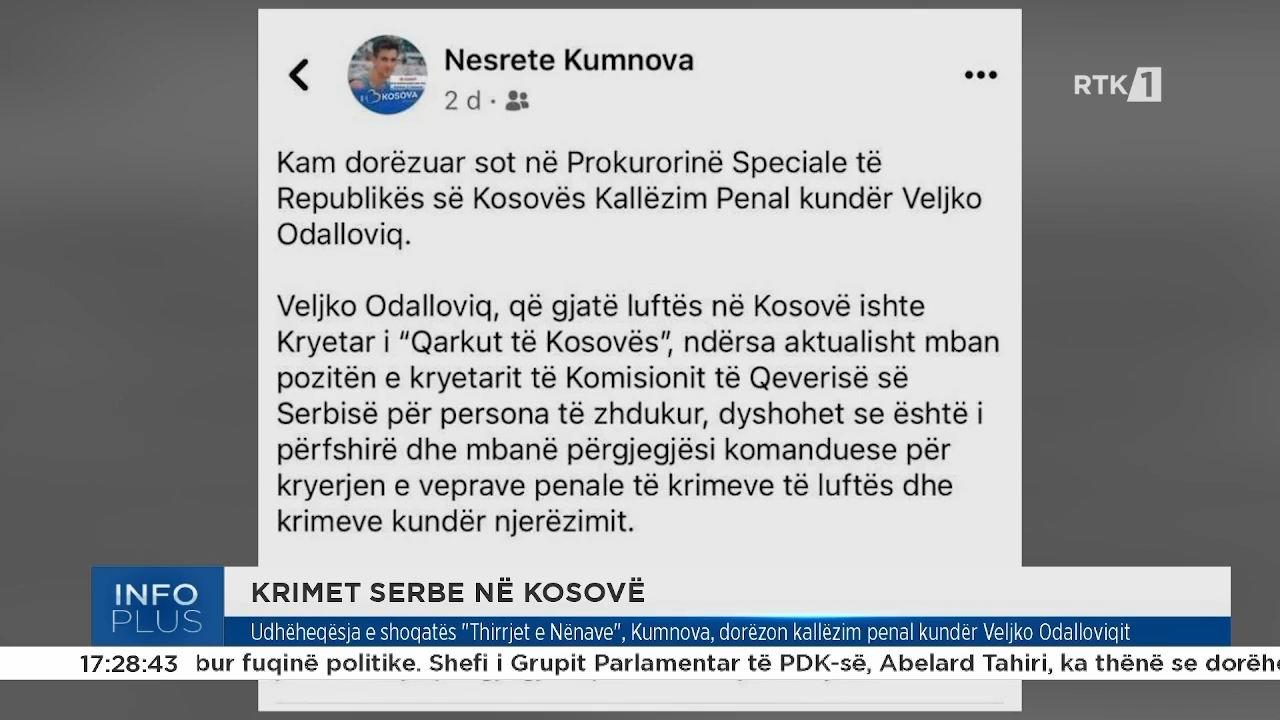 Nesrete Kumnova
2 d ·
RTK/1
Kam dorëzuar sot në Prokurorinë Speciale të
Republikës së Kosovës Kallëzim Penal kundër Veljko
Odalloviq.
Veljko Odalloviq, që gjatë luftës në Kosovë ishte
Kryetar i “Qarkut të Kosovës”, ndërsa aktualisht mban
pozitën e kryetarit të Komisionit të Qeverisë së
Serbisë për persona të zhdukur, dyshohet se është i
përfshirë dhe mbanë përgjegjësi komanduese për
kryerjen e veprave penale të krimeve të luftës dhe
krimeve kundër njerëzimit.
INFO
PLUS
KRIMET SERBE NË KOSOVË
Udhëheqësja e shoqatës "Thirrjet e Nënave", Kumnova, dorëzon kallëzim penal kundër Veljko Odalloviqit
17:28:43 bur fuqinë politike. Shefi i Grupit Parlamentar të PDK-së, Abelard Tahiri, ka thënë se dorëhe